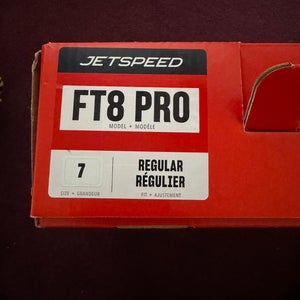 JETSPEED
FT8 PRO
MODEL • MODÈLE
7
SIZE • GRANDEUR
REGULAR
RÉGULIER
FIT • AJUSTEMENT